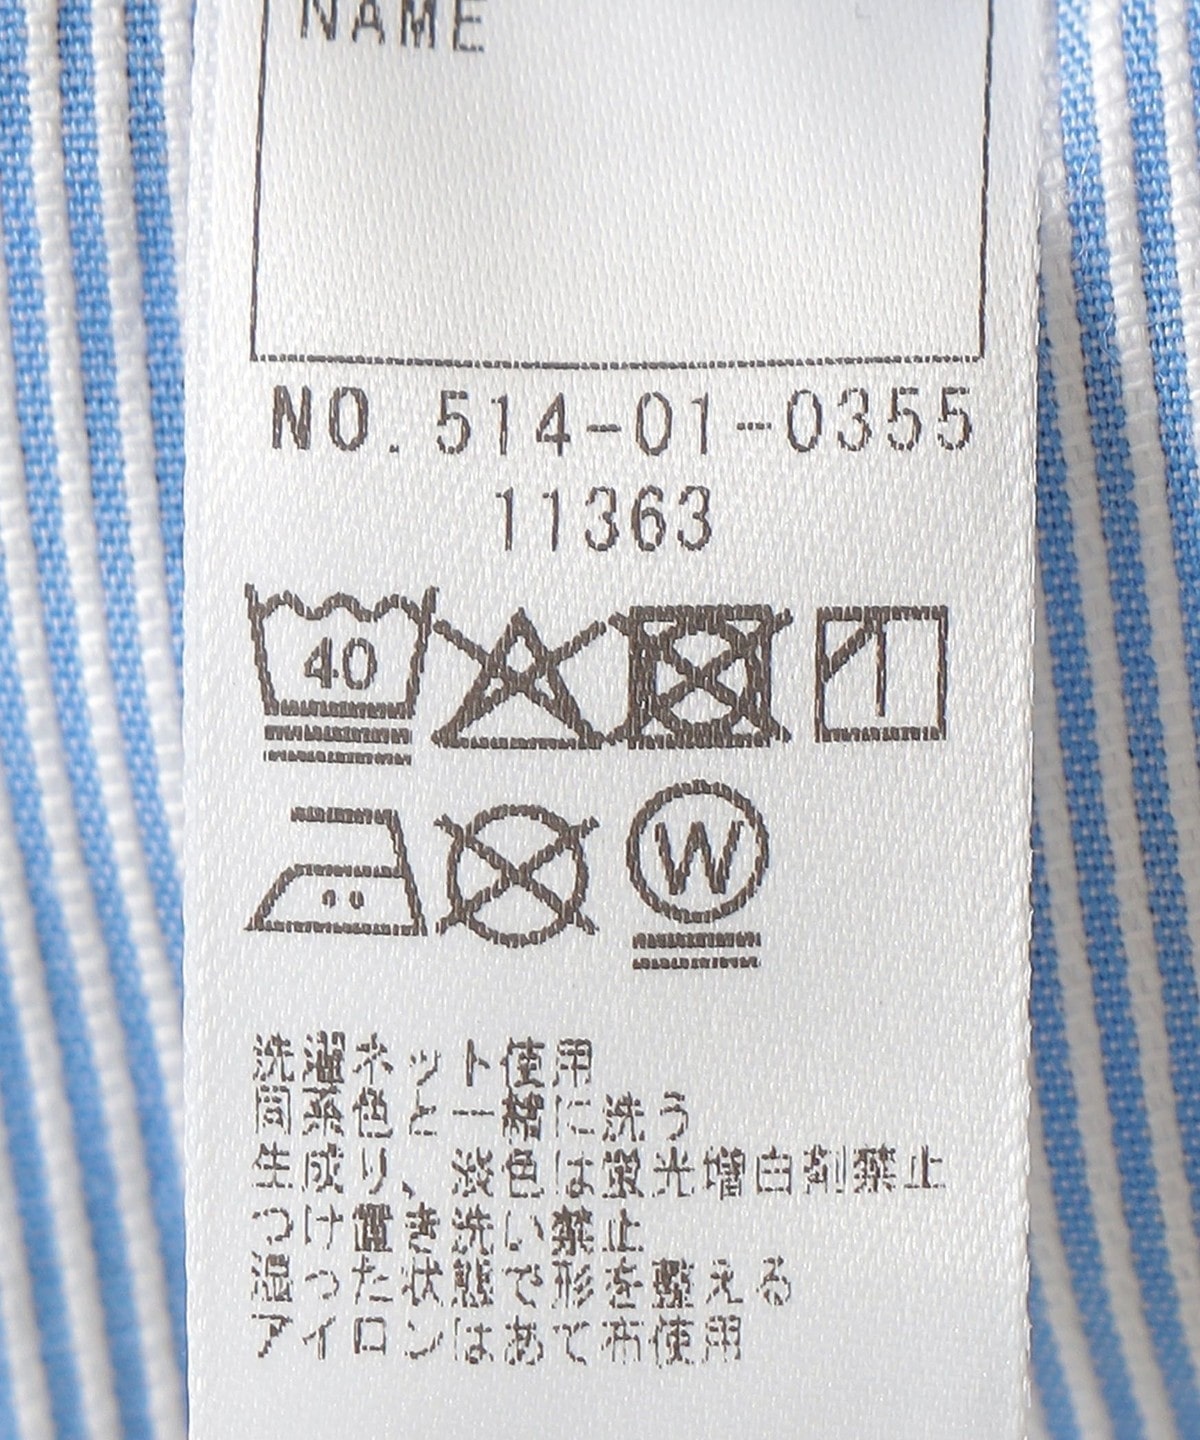 NAME
NO. 514-01-0355
11363
40
W
洗濯ネット使用
同系色と一緒に洗う
生成り、淡色は蛍光増白剤禁止
つけ置き洗い禁止
湿った状態で形を整える
アイロンはあて布使用